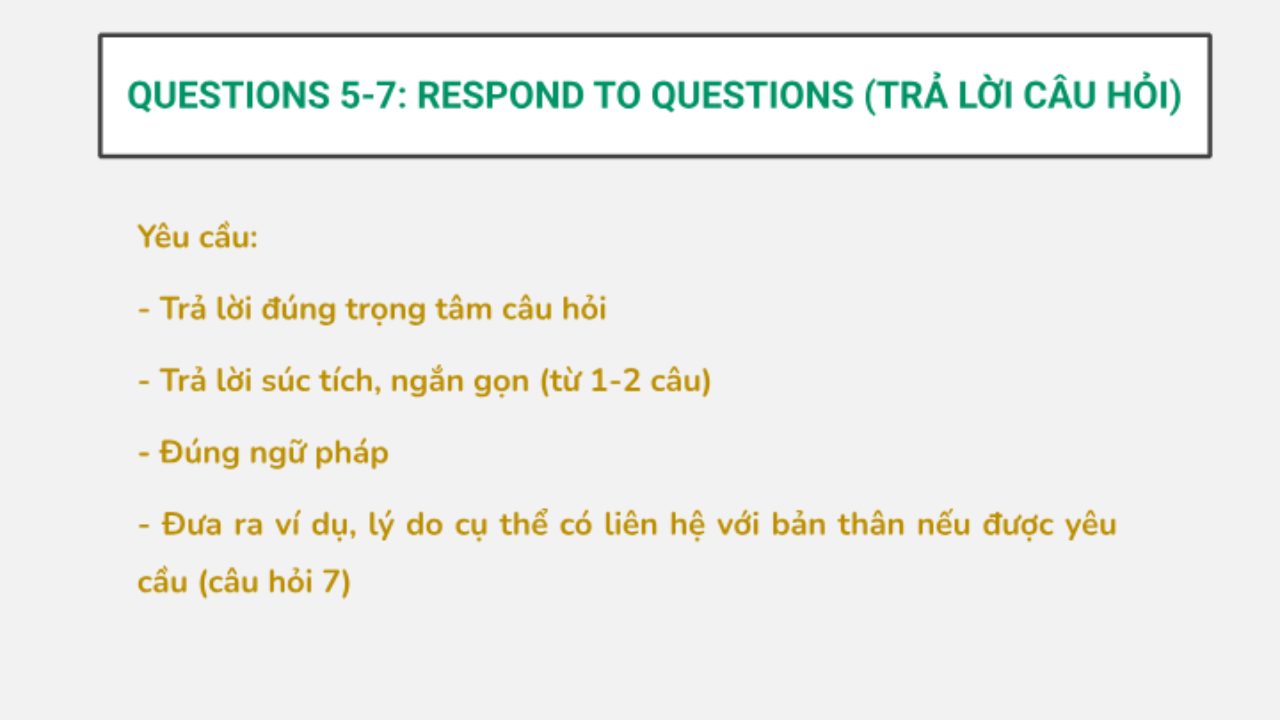 QUESTIONS 5-7: RESPOND TO QUESTIONS (TRẢ LỜI CÂU HỎI)
Yêu cầu:
- Trả lời đúng trọng tâm câu hỏi
- Trả lời súc tích, ngắn gọn (từ 1-2 câu)
- Đúng ngữ pháp
- Đưa ra ví dụ, lý do cụ thể có liên hệ với bản thân nếu được yêu
cầu (câu hỏi 7)